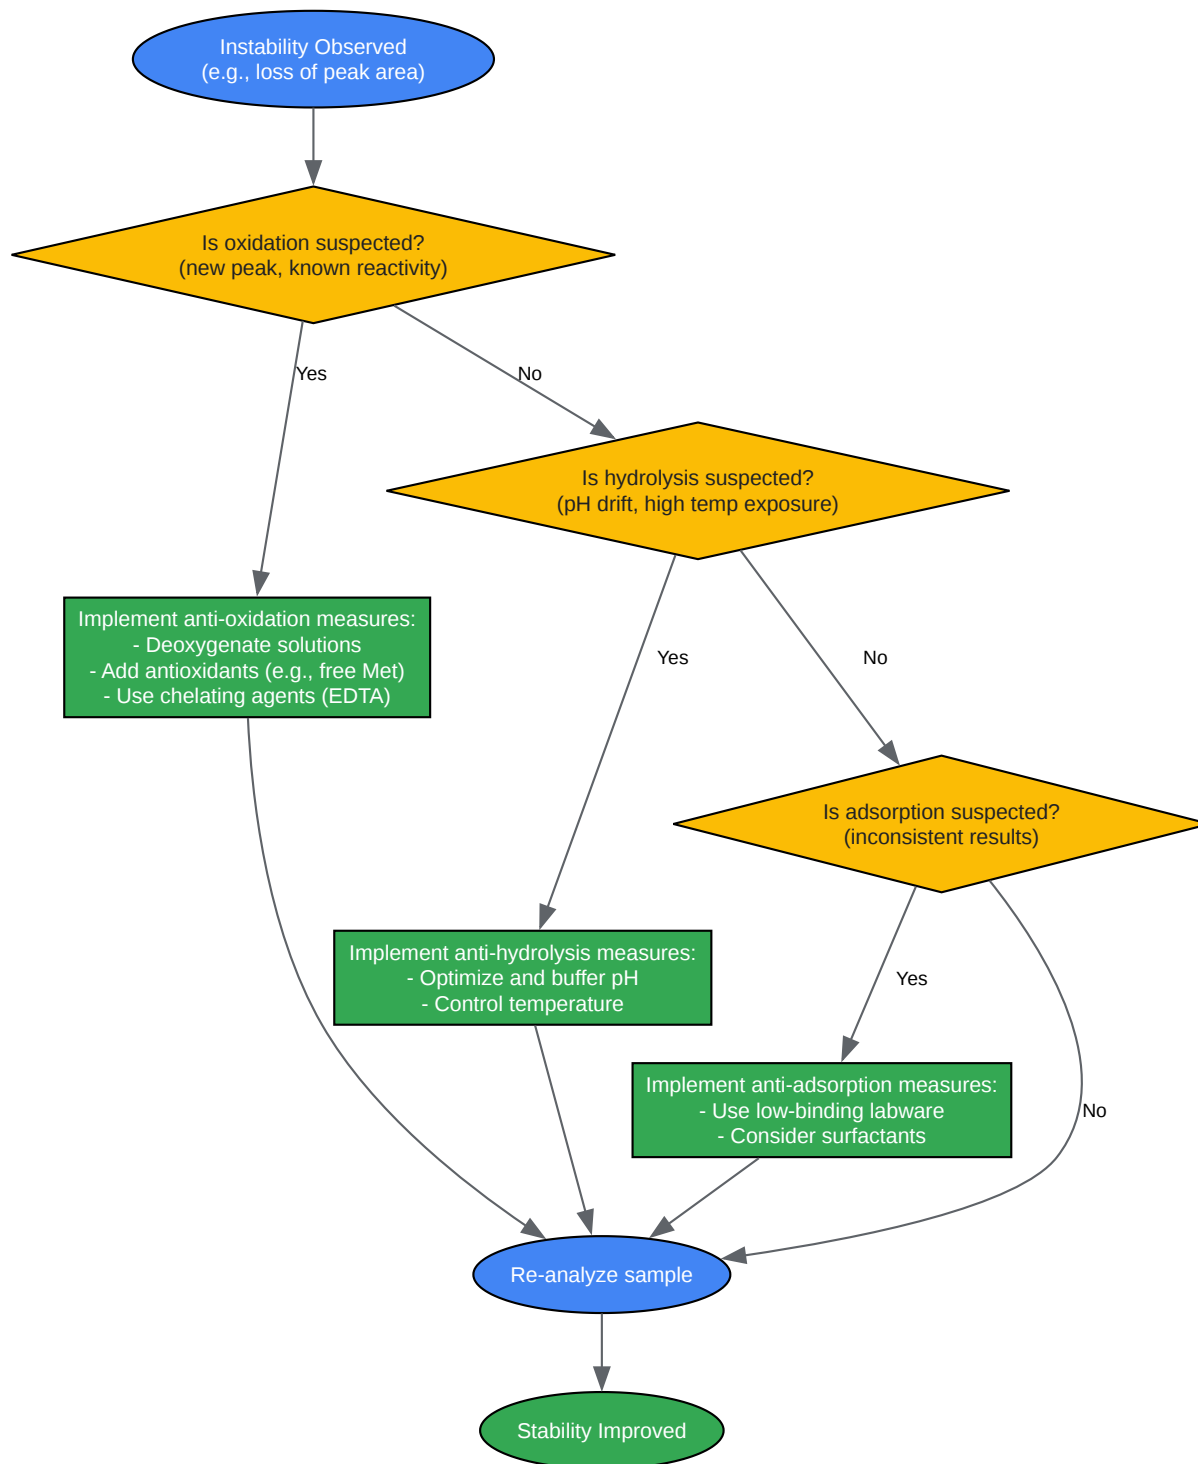 Instability Observed
(e.g., loss of peak area)
Is oxidation suspected?
(new peak, known reactivity)
Yes
No
Is hydrolysis suspected?
(pH drift, high temp exposure)
Implement anti-oxidation measures:
- Deoxygenate solutions
- Add antioxidants (e.g., free Met)
- Use chelating agents (EDTA)
Yes
No
Is adsorption suspected?
(inconsistent results)
Implement anti-hydrolysis measures:
- Optimize and buffer pH
- Control temperature
Yes
Implement anti-adsorption measures:
- Use low-binding labware
- Consider surfactants
No
Re-analyze sample
Stability Improved